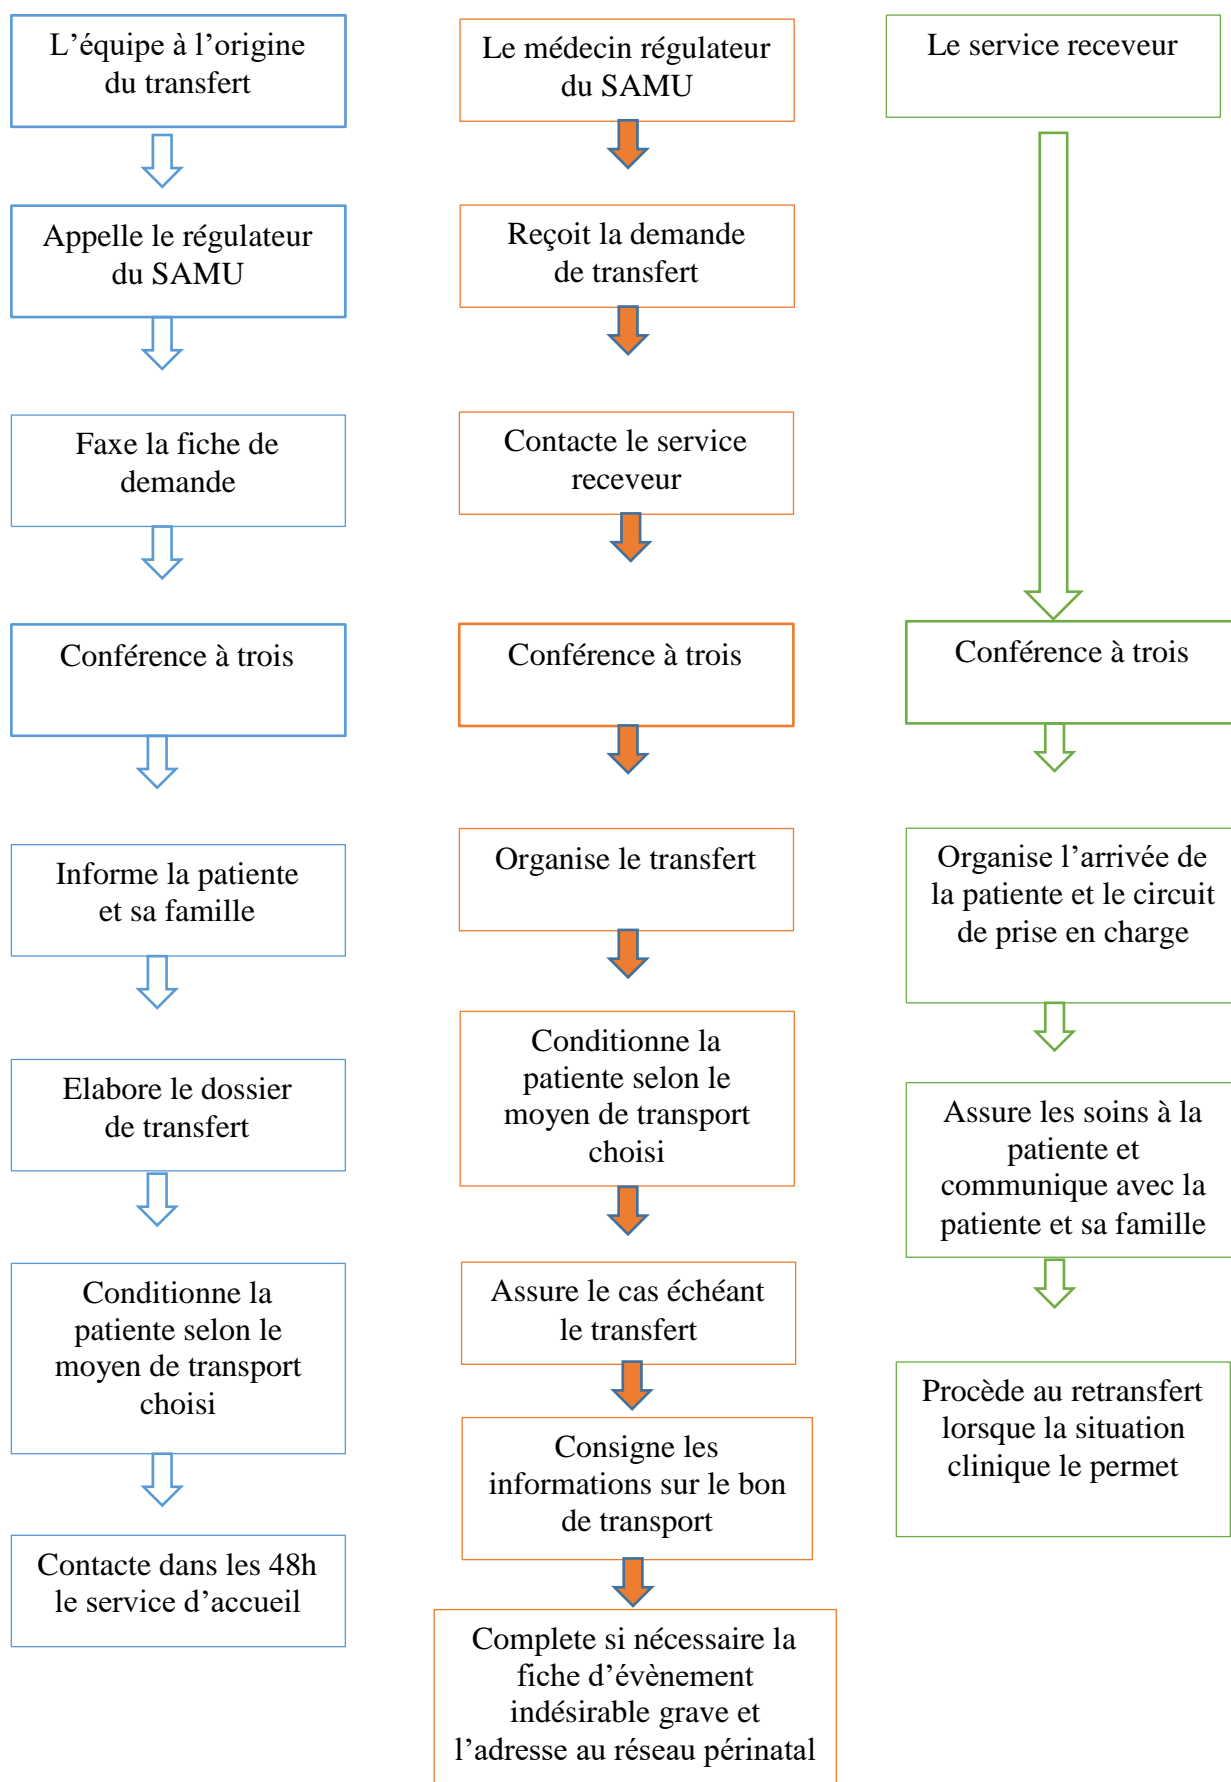 L’équipe à l’origine
du transfert
Appelle le régulateur
du SAMU
Faxe la fiche de
demande
Conférence à trois
Informe la patiente
et sa famille
Elabore le dossier
de transfert
Conditionne la
patiente selon le
moyen de transport
choisi
Contacte dans les 48h
le service d’accueil
Le médecin régulateur
du SAMU
Reçoit la demande
de transfert
Contacte le service
receveur
Conférence à trois
Organise le transfert
Conditionne la
patiente selon le
moyen de transport
choisi
Assure le cas échéant
le transfert
Consigne les
informations sur le bon
de transport
Complete si nécessaire la
fiche d’évènement
indésirable grave et
l’adresse au réseau périnatal
Le service receveur
Conférence à trois
Organise l’arrivée de
la patiente et le circuit
de prise en charge
Assure les soins à la
patiente et
communique avec la
patiente et sa famille
Procède au retransfert
lorsque la situation
clinique le permet